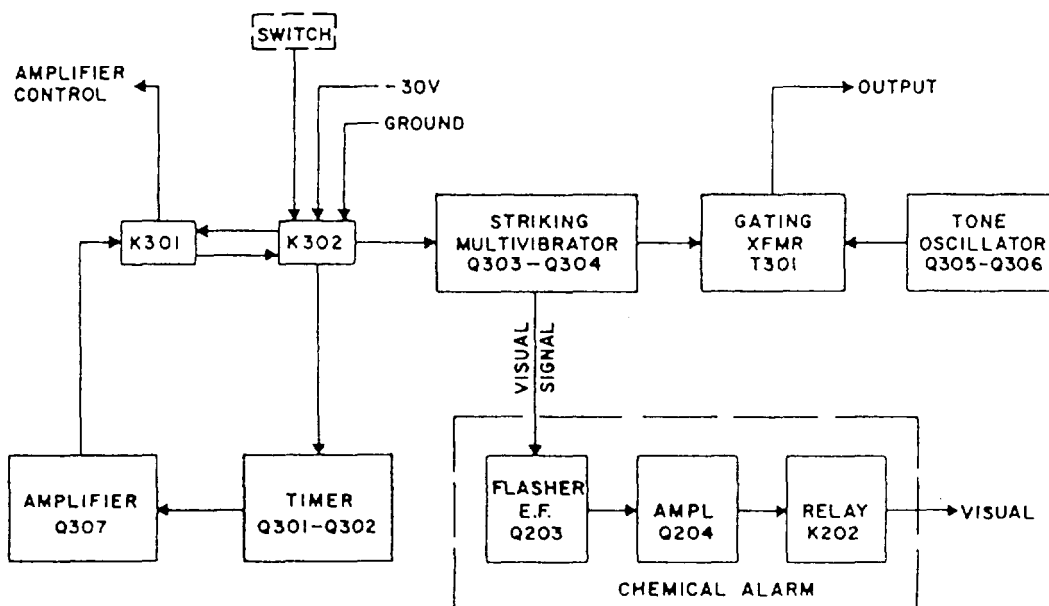 SWITCH
AMPLIFIER
CONTROL
-30V
GROUND
OUTPUT
K301
K302
STRIKING
MULTIVIBRATOR
Q303-Q304
GATING
XFMR
T301
TONE
OSCILLATOR
Q305-Q306
VISUAL
SIGNAL
AMPLIFIER
Q307
TIMER
Q301-Q302
FLASHER
E.F.
Q203
AMPL
Q204
RELAY
K202
VISUAL
CHEMICAL ALARM